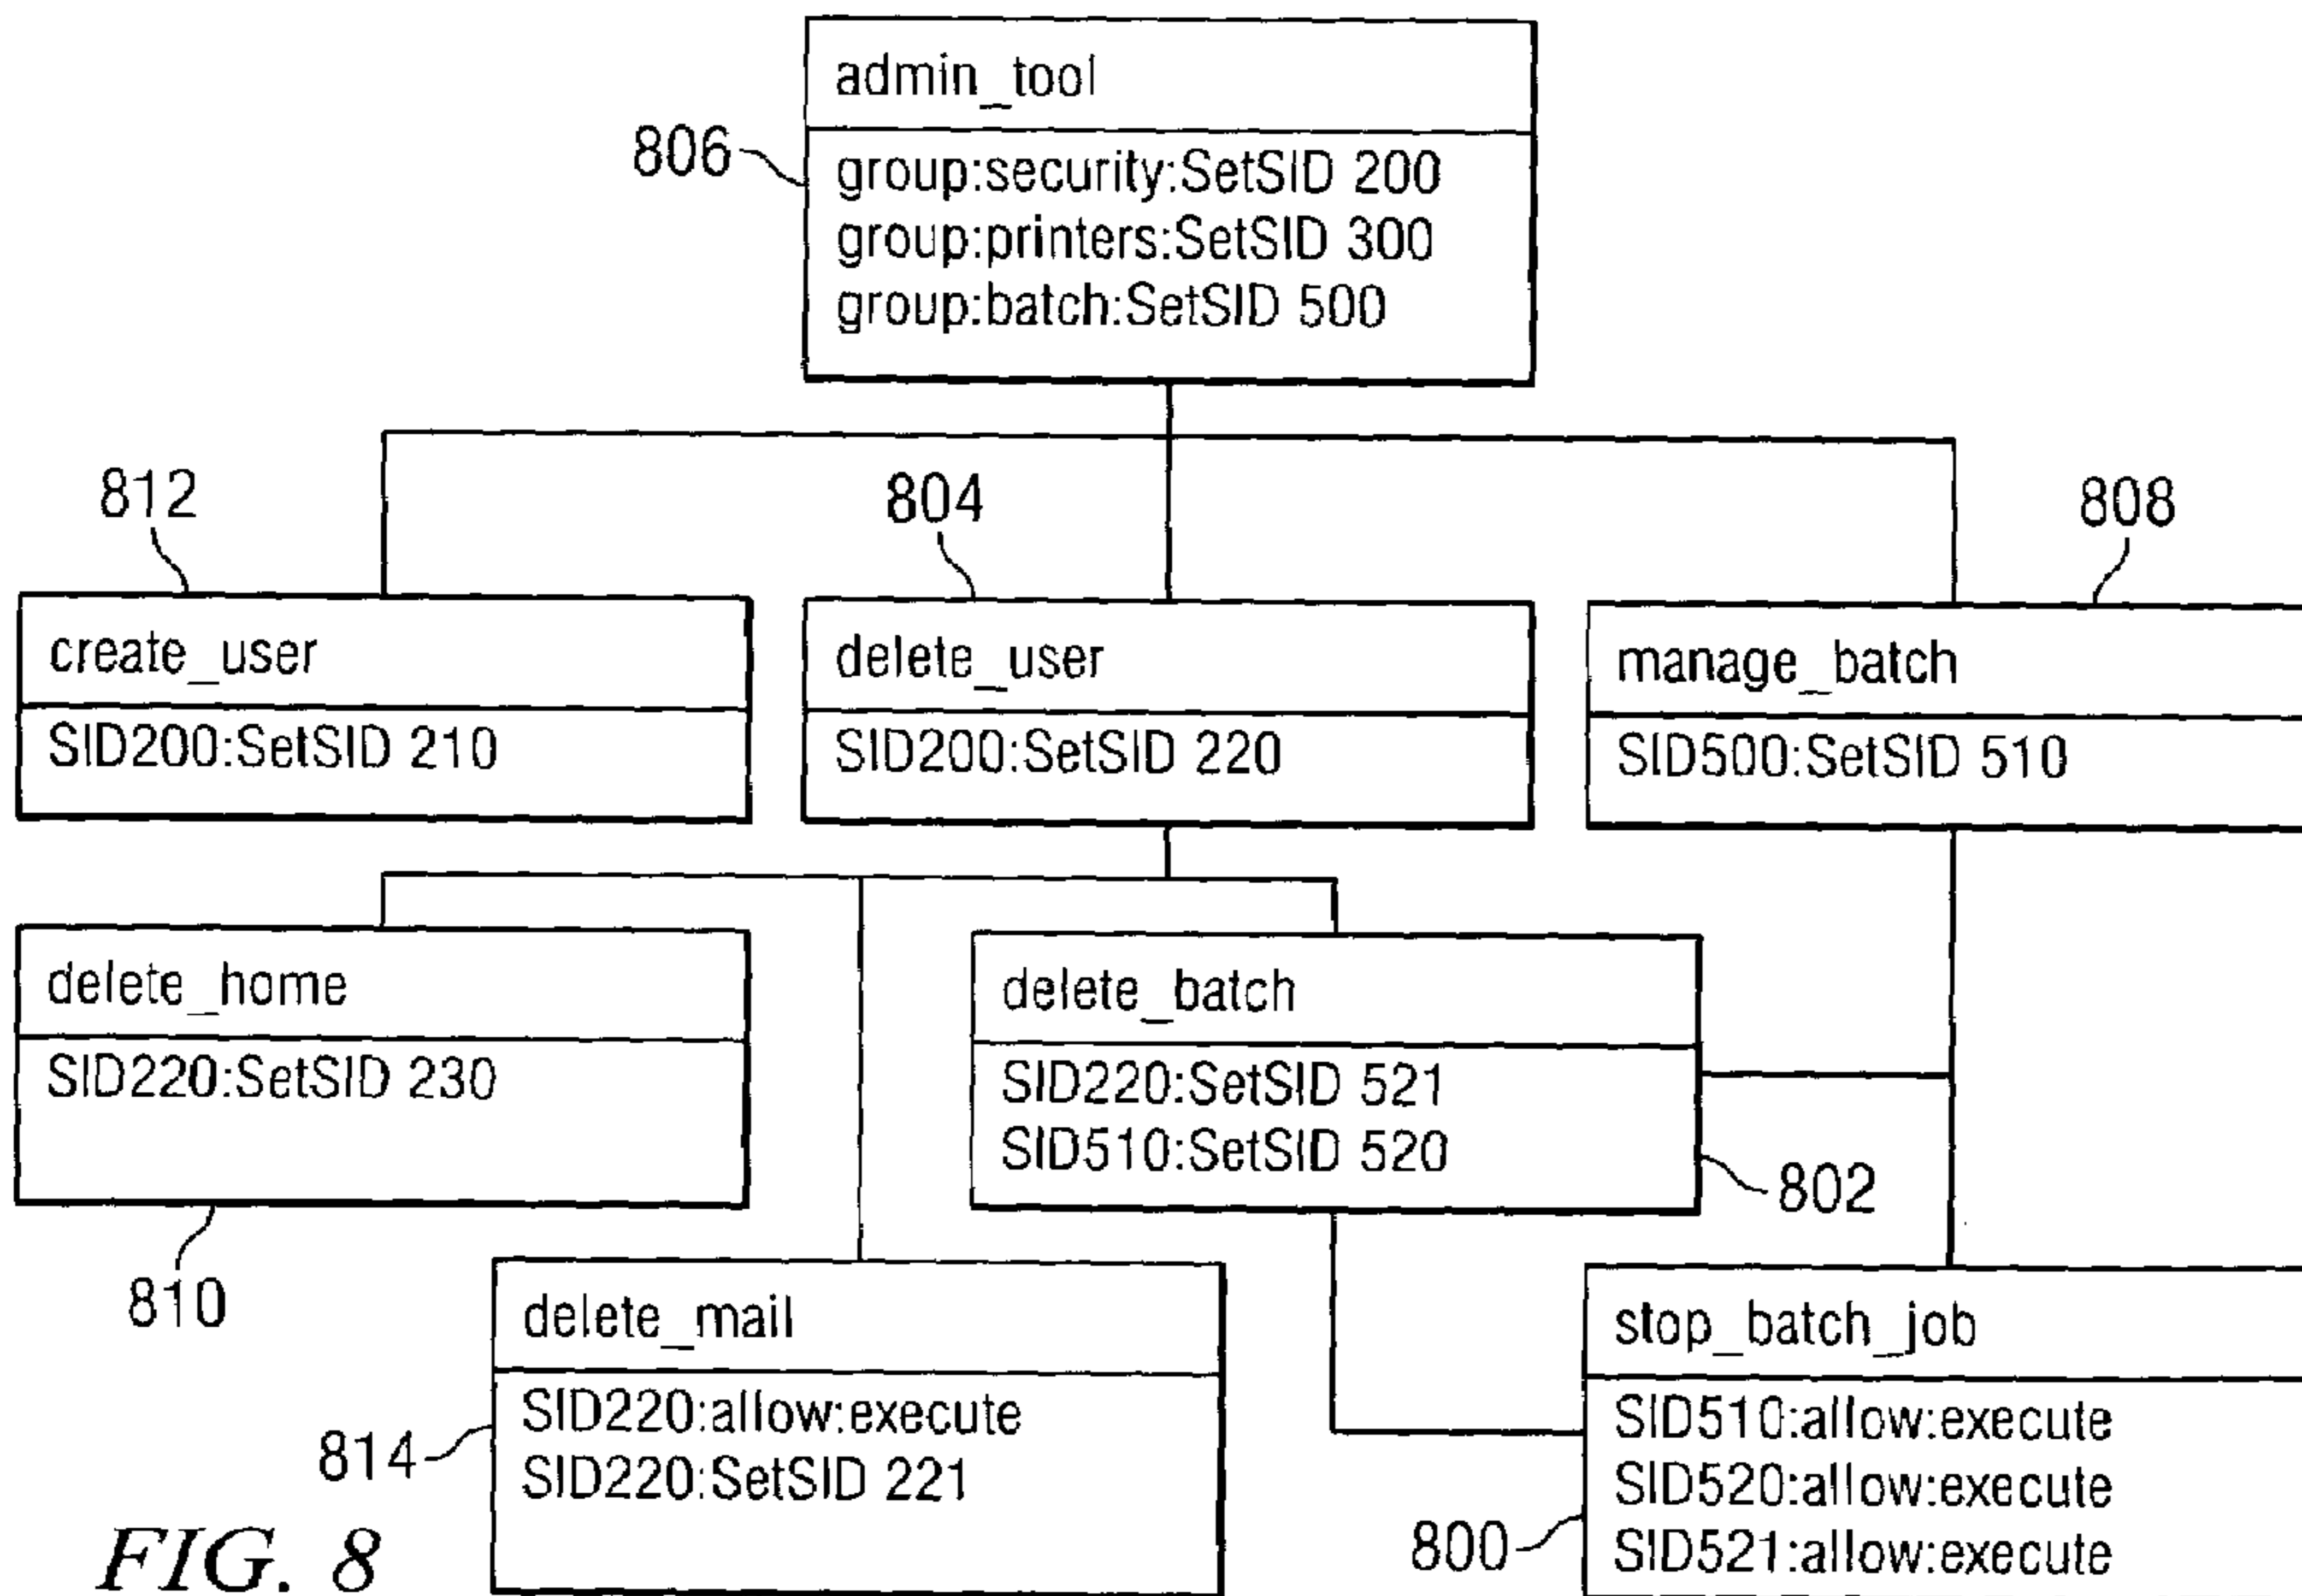 admin_tool
806
group:security:SetSID 200
group:printers:SetSID 300
group:batch:SetSID 500
812
804
808
create_user
SID200:SetSID 210
delete_user
SID200:SetSID 220
manage_batch
SID500:SetSID 510
delete_home
SID220:SetSID 230
810
delete_batch
SID220:SetSID 521
SID510:SetSID 520
802
delete_mail
SID220:allow:execute
SID220:SetSID 221
814
stop_batch_job
SID510:allow:execute
SID520:allow:execute
SID521:allow:execute
800
FIG. 8